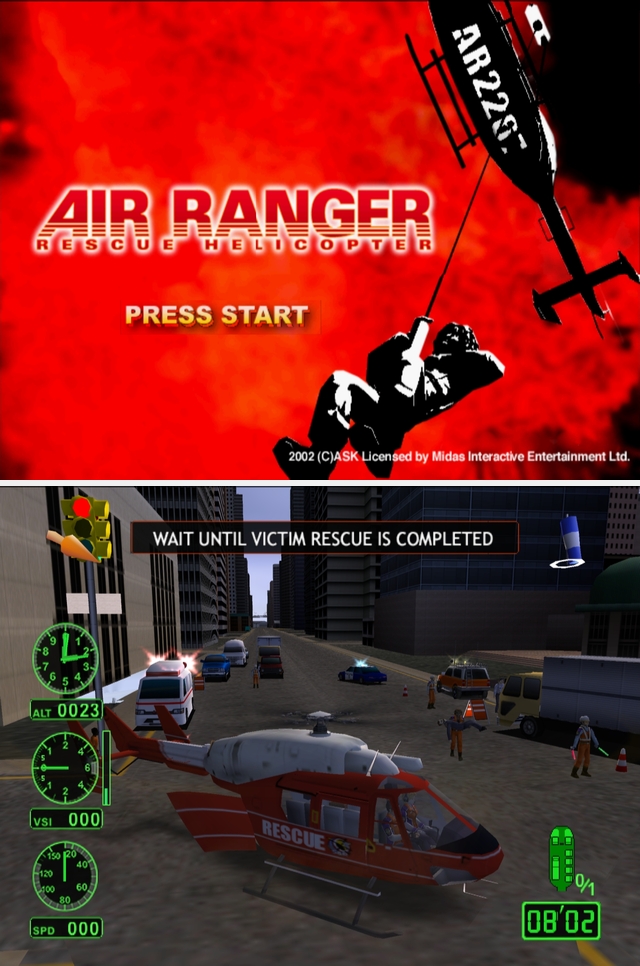 AR226
AIR RANGER
RESCUE HELICOPTER
PRESS START
2002 (C)ASK Licensed by Midas Interactive Entertainment Ltd.
WAIT UNTIL VICTIM RESCUE IS COMPLETED
ALT 0023
VSI 000
RESCUE
0/1
08'02
SPD 000